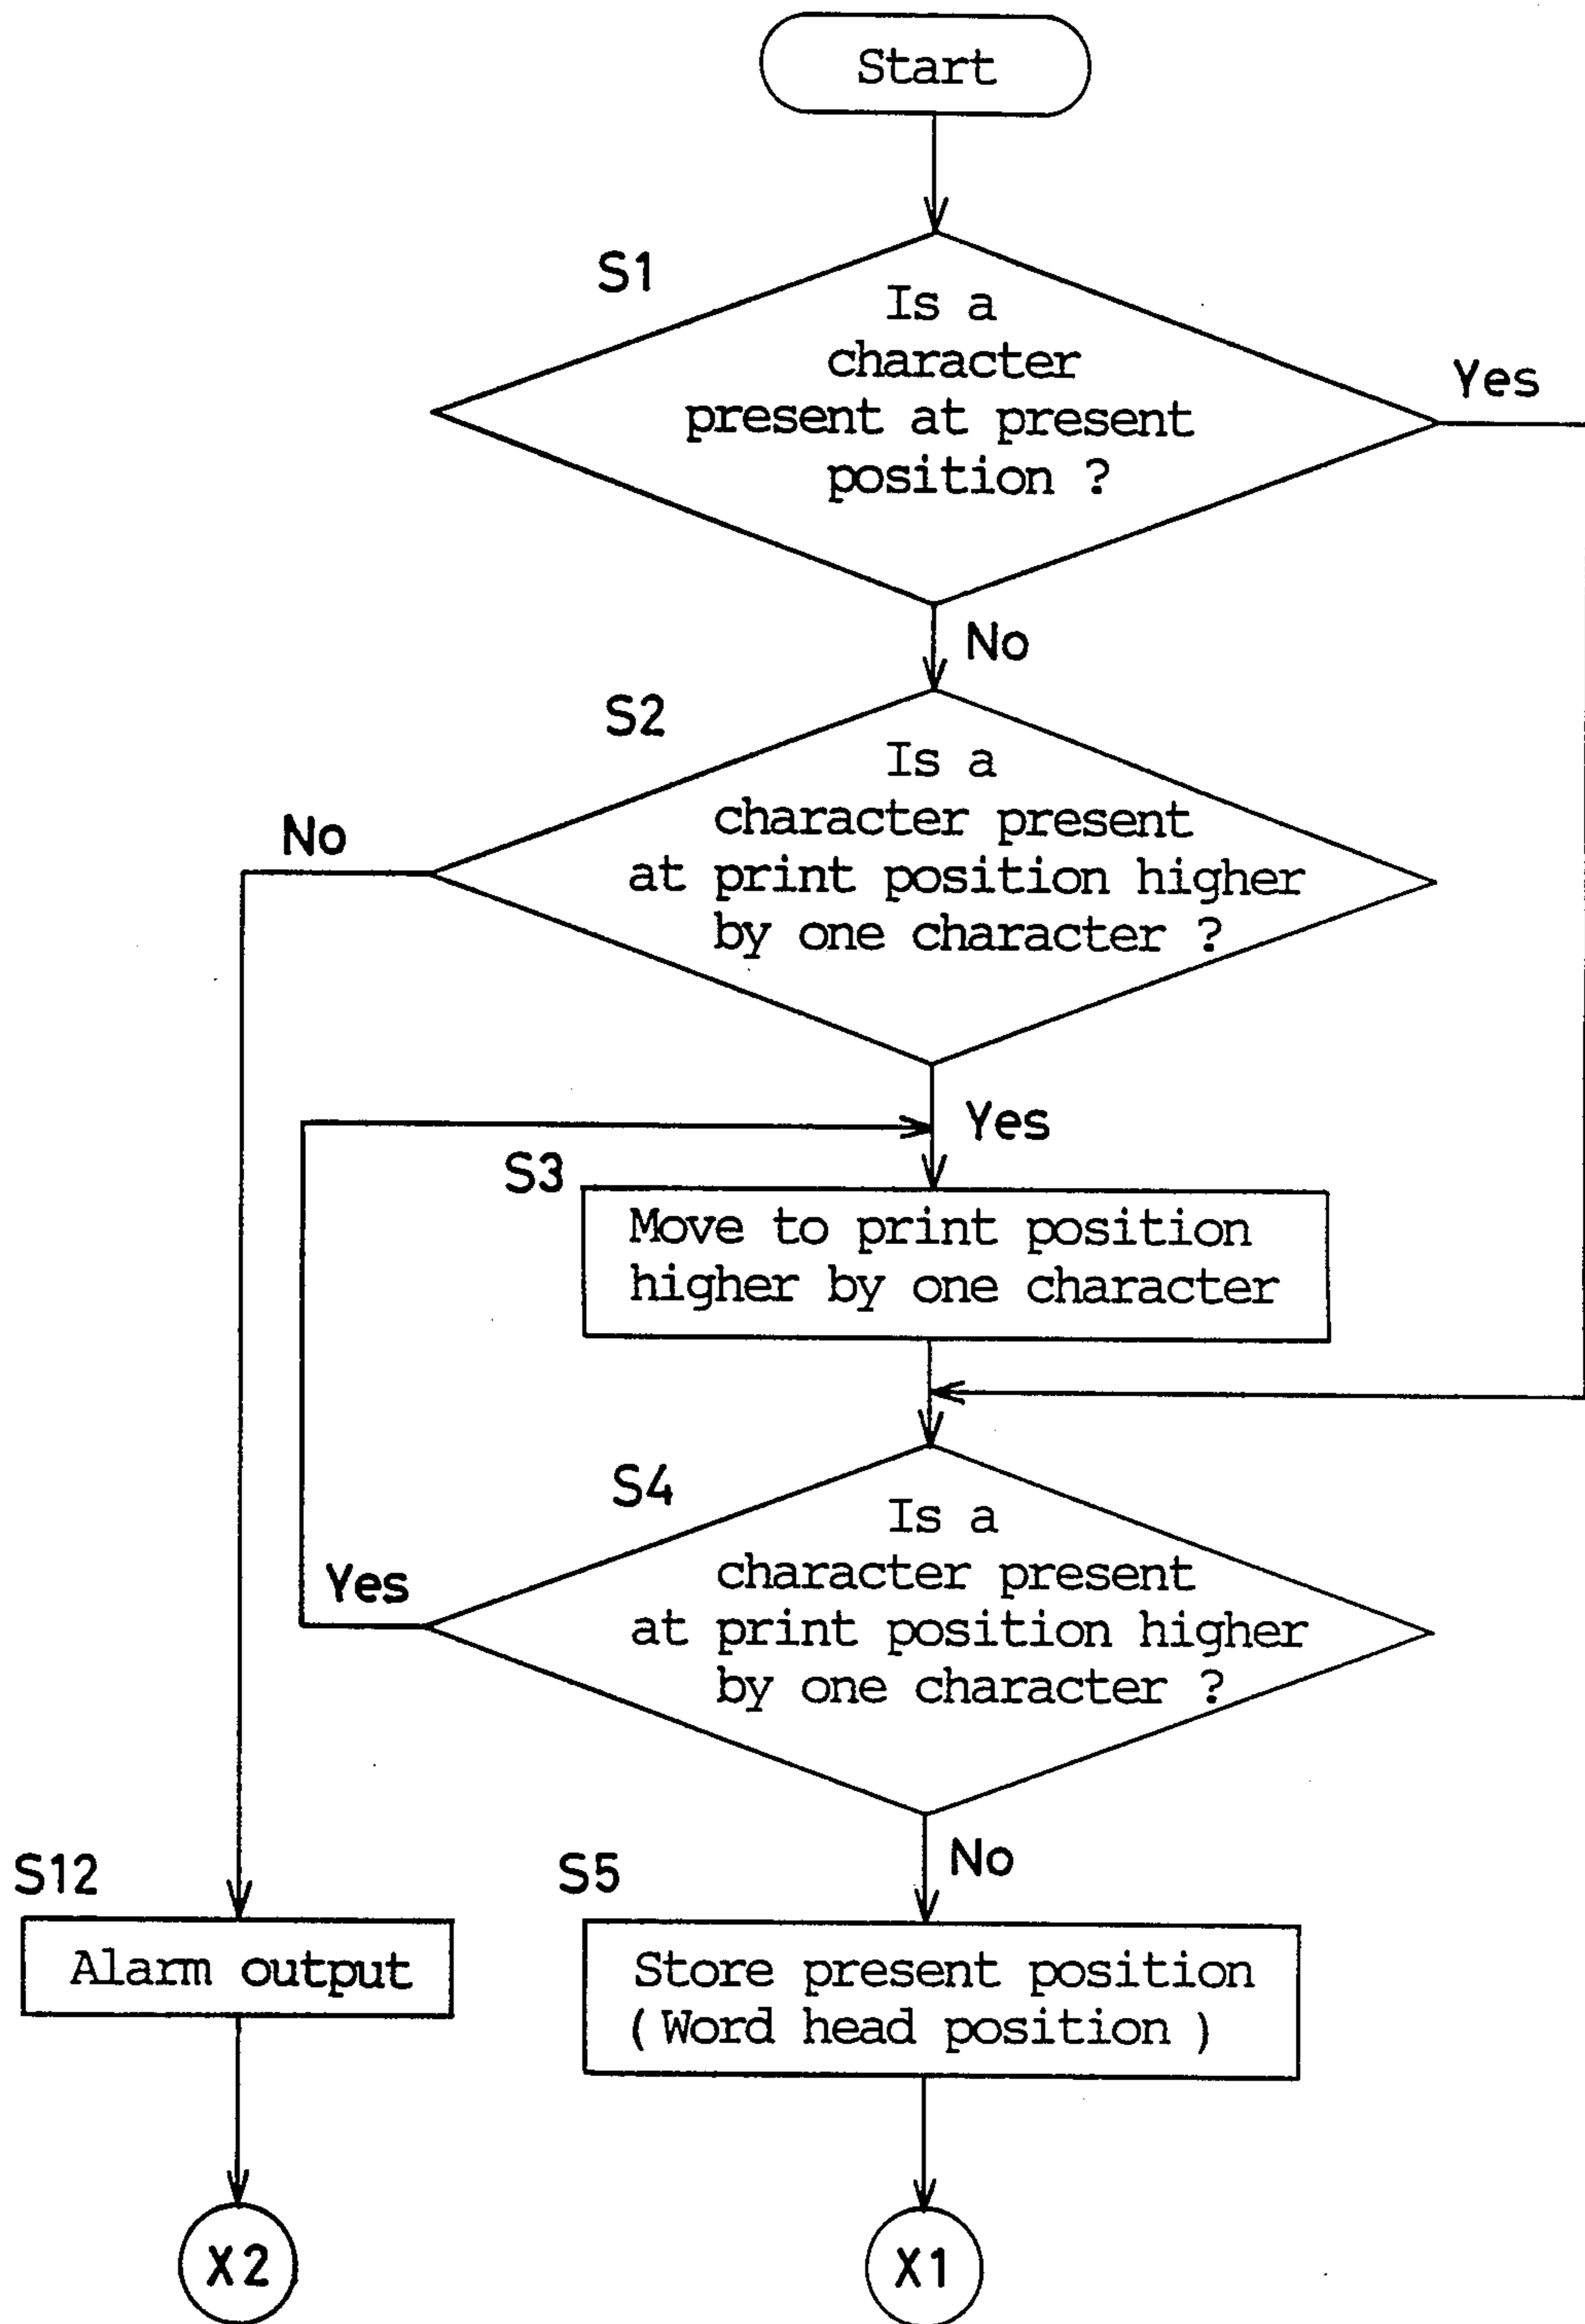 Start
S1
Is a
character
present at present
position ?
Yes
No
S2
Is a
character present
at print position higher
by one character ?
No
Yes
S3
Move to print position
higher by one character
S4
Is a
character present
at print position higher
by one character ?
Yes
No
S12
Alarm output
S5
Store present position
( Word head position )
X2
X1